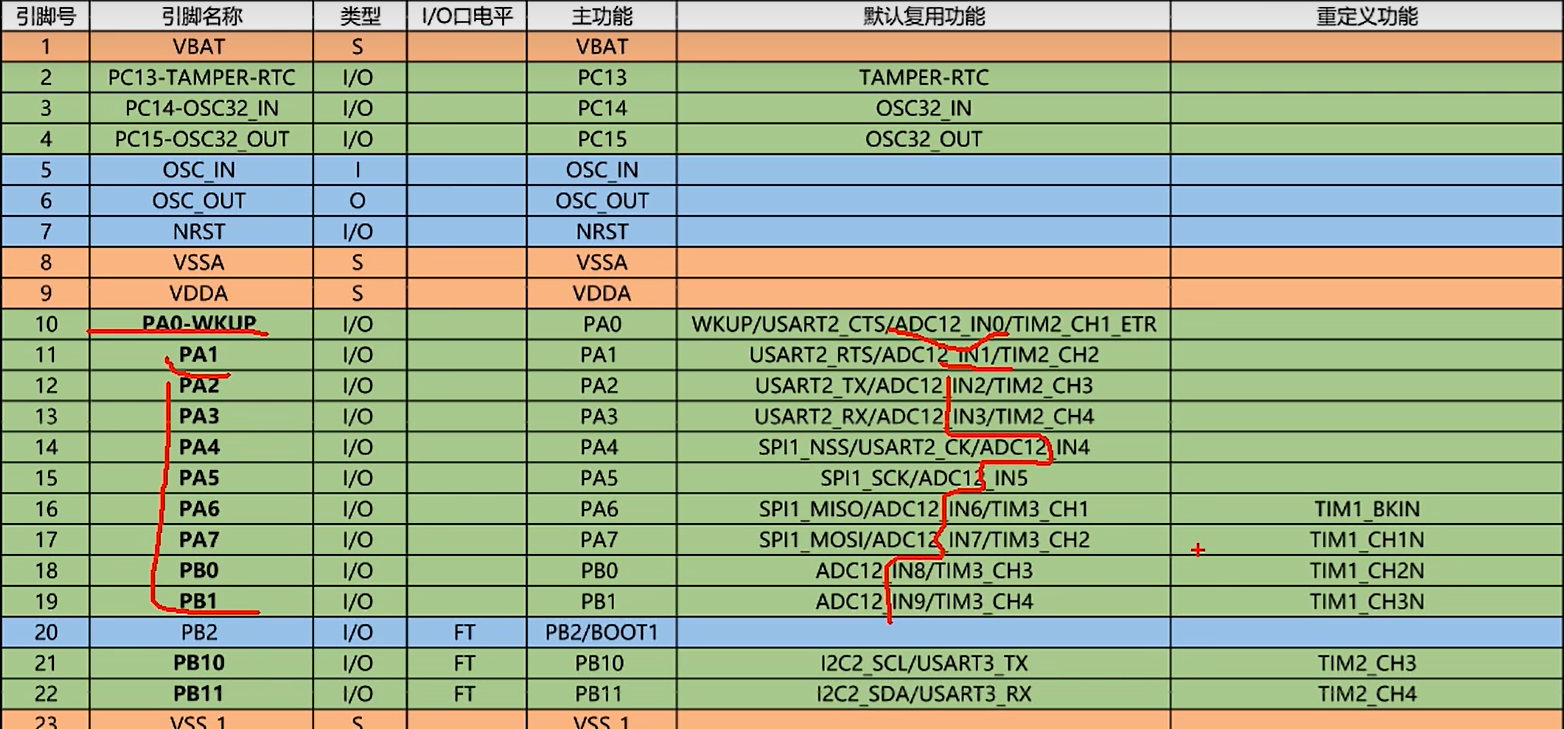 引脚号 引脚名称 类型 I/O口电平 主功能 默认复用功能 重定义功能
1 VBAT S VBAT
2 PC13-TAMPER-RTC I/O PC13 TAMPER-RTC
3 PC14-OSC32_IN I/O PC14 OSC32_IN
4 PC15-OSC32_OUT I/O PC15 OSC32_OUT
5 OSC_IN I OSC_IN
6 OSC_OUT O OSC_OUT
7 NRST I/O NRST
8 VSSA S VSSA
9 VDDA S VDDA
10 PA0-WKUP I/O PA0 WKUP/USART2_CTS/ADC12_IN0/TIM2_CH1_ETR
11 PA1 I/O PA1 USART2_RTS/ADC12_IN1/TIM2_CH2
12 PA2 I/O PA2 USART2_TX/ADC12_IN2/TIM2_CH3
13 PA3 I/O PA3 USART2_RX/ADC12_IN3/TIM2_CH4
14 PA4 I/O PA4 SPI1_NSS/USART2_CK/ADC12_IN4
15 PA5 I/O PA5 SPI1_SCK/ADC12_IN5
16 PA6 I/O PA6 SPI1_MISO/ADC12_IN6/TIM3_CH1 TIM1_BKIN
17 PA7 I/O PA7 SPI1_MOSI/ADC12_IN7/TIM3_CH2 TIM1_CH1N
18 PB0 I/O PB0 ADC12_IN8/TIM3_CH3 TIM1_CH2N
19 PB1 I/O PB1 ADC12_IN9/TIM3_CH4 TIM1_CH3N
20 PB2 I/O FT PB2/BOOT1
21 PB10 I/O FT PB10 I2C2_SCL/USART3_TX TIM2_CH3
22 PB11 I/O FT PB11 I2C2_SDA/USART3_RX TIM2_CH4
23 VSS_1 S VSS_1